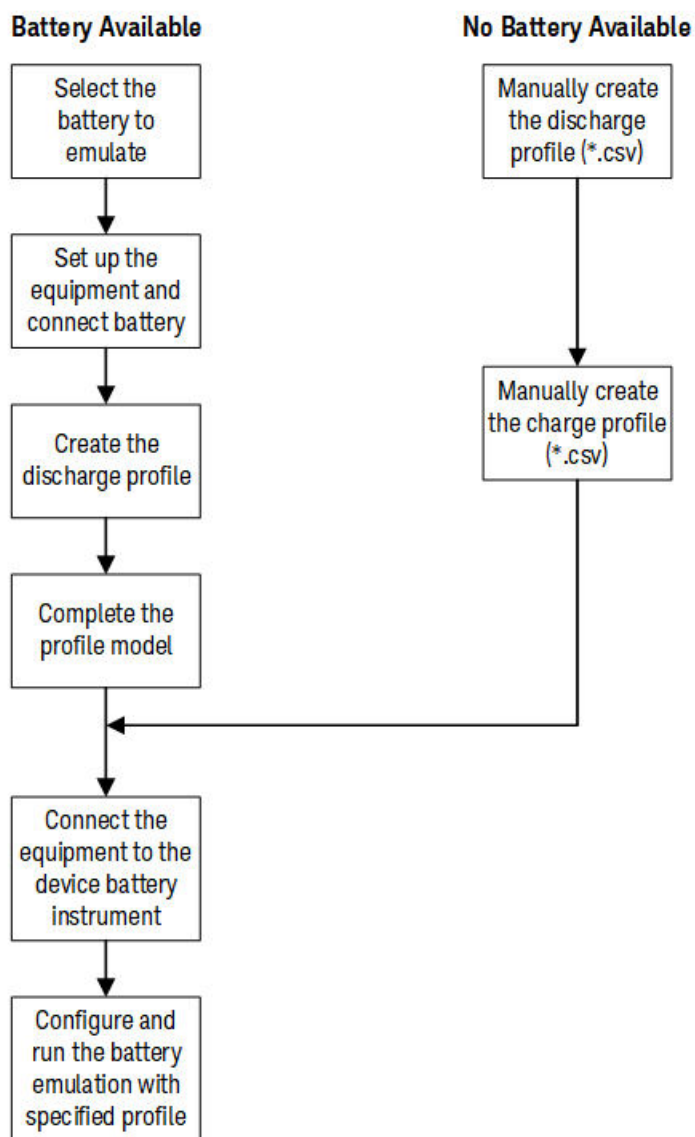 Battery Available
No Battery Available
Select the
battery to
emulate
Manually create
the discharge
profile (*.csv)
Set up the
equipment and
connect battery
Manually create
the charge profile
(*.csv)
Create the
discharge profile
Complete the
profile model
Connect the
equipment to the
device battery
instrument
Configure and
run the battery
emulation with
specified profile